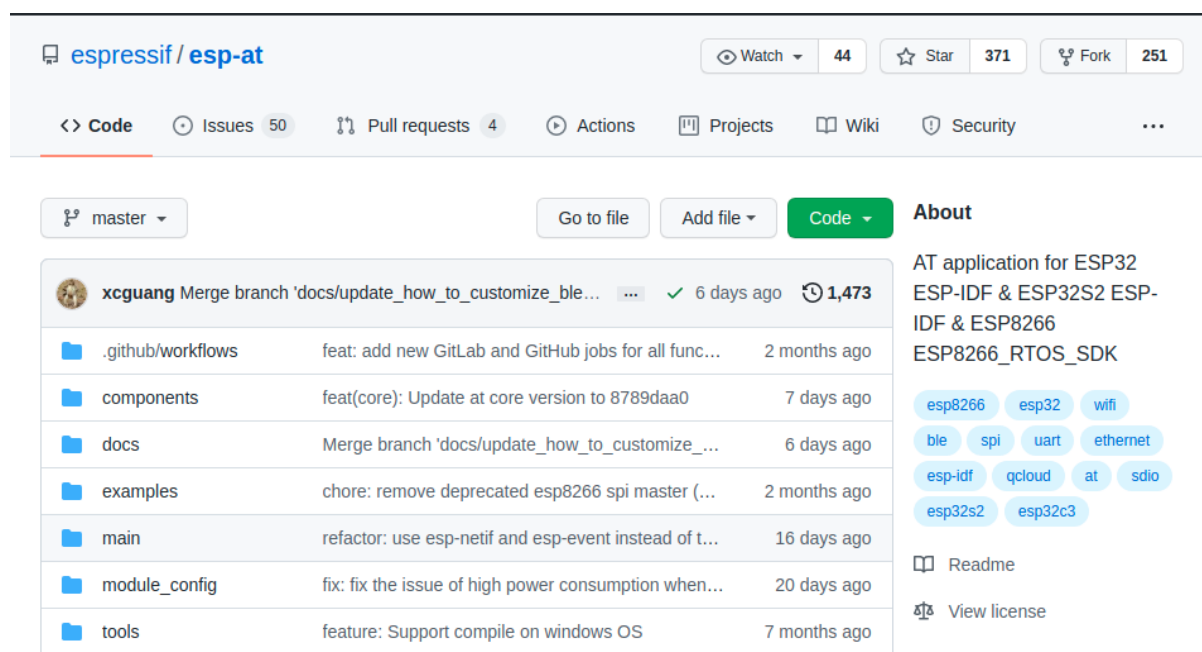 espressif / esp-at
Watch 44 Star 371 Fork 251
Code Issues 50 Pull requests 4 Actions Projects Wiki Security ...
master Go to file Add file Code
xcguang Merge branch 'docs/update_how_to_customize_ble... ... 6 days ago 1,473
.github/workflows feat: add new GitLab and GitHub jobs for all func... 2 months ago
components feat(core): Update at core version to 8789daa0 7 days ago
docs Merge branch 'docs/update_how_to_customize_... 6 days ago
examples chore: remove deprecated esp8266 spi master (... 2 months ago
main refactor: use esp-netif and esp-event instead of t... 16 days ago
module_config fix: fix the issue of high power consumption when... 20 days ago
tools feature: Support compile on windows OS 7 months ago
About
AT application for ESP32
ESP-IDF & ESP32S2 ESP-
IDF & ESP8266
ESP8266_RTOS_SDK
esp8266 esp32 wifi
ble spi uart ethernet
esp-idf qcloud at sdio
esp32s2 esp32c3
Readme
View license